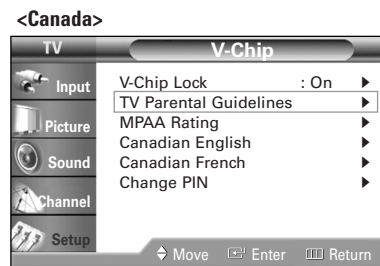 <Canada>
TV V-Chip
Input
Picture
Sound
Channel
Setup
V-Chip Lock : On ▶
TV Parental Guidelines ▶
MPAA Rating ▶
Canadian English ▶
Canadian French ▶
Change PIN ▶
Move Enter Return